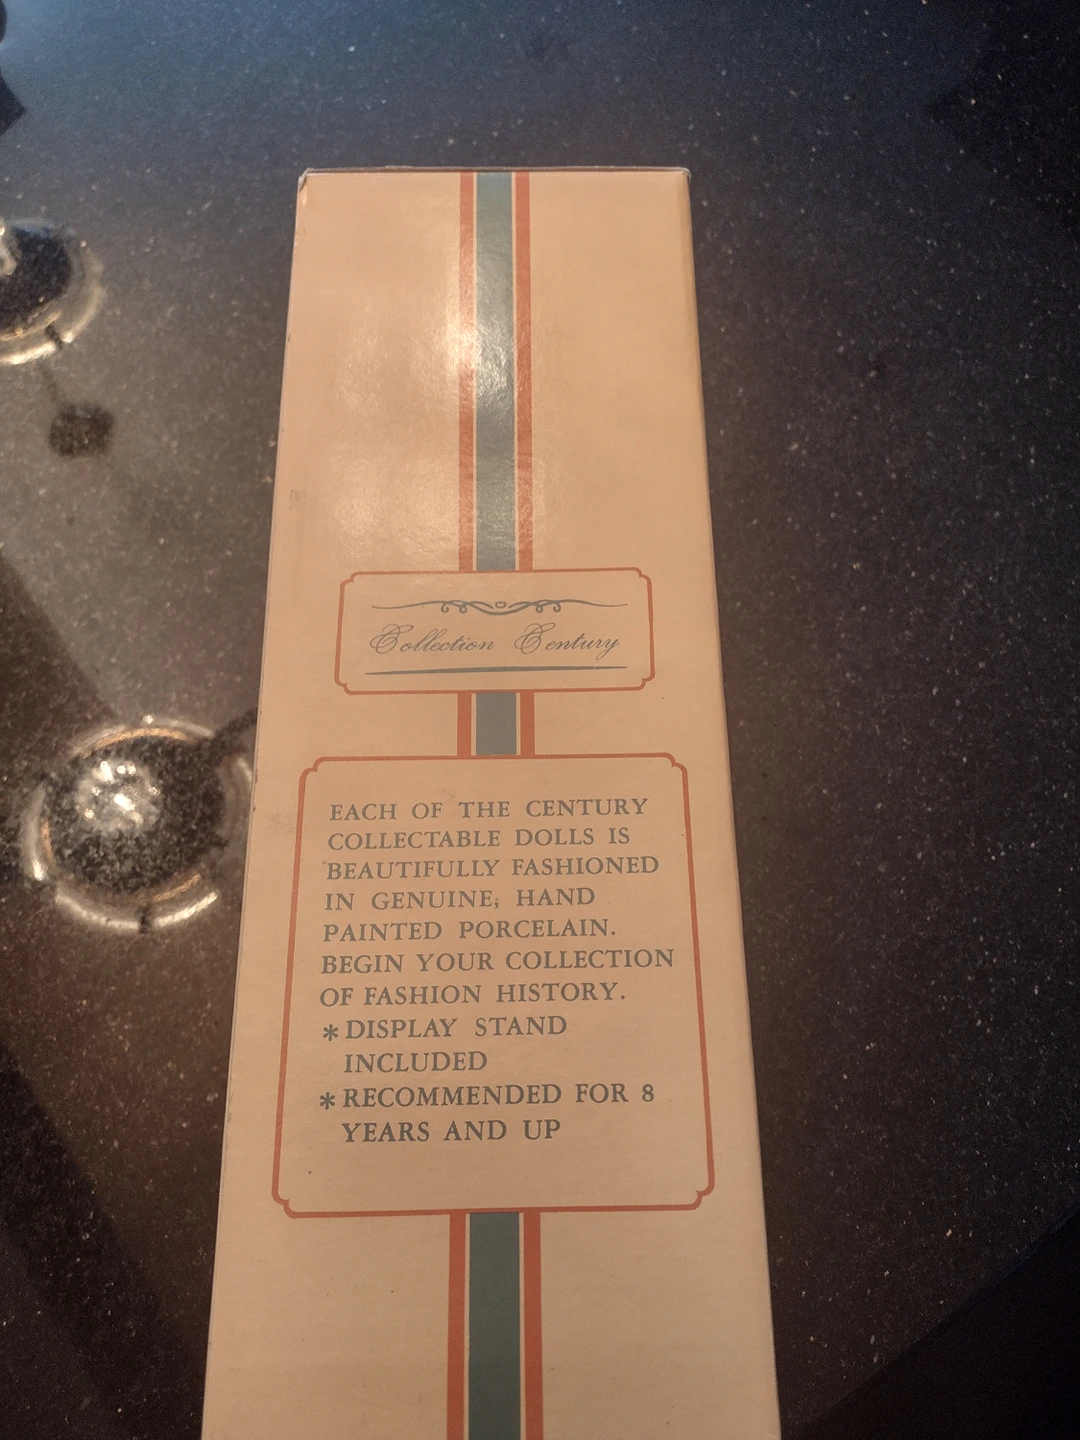 Collection Century
EACH OF THE CENTURY
COLLECTABLE DOLLS IS
BEAUTIFULLY FASHIONED
IN GENUINE, HAND
PAINTED PORCELAIN.
BEGIN YOUR COLLECTION
OF FASHION HISTORY.
* DISPLAY STAND
INCLUDED
* RECOMMENDED FOR 8
YEARS AND UP